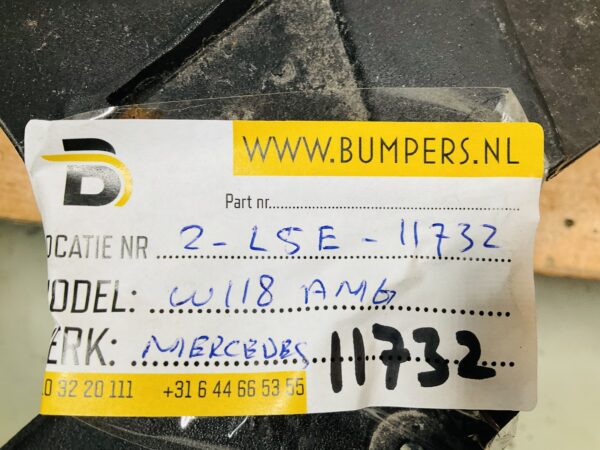 B
WWW.BUMPERS.NL
Part nr
OCATIE NR 2-L5E-11732
ODEL: W118 AMG
ERK: MERCEDES 11732
0 32 20 111 +31 6 44 66 53 55